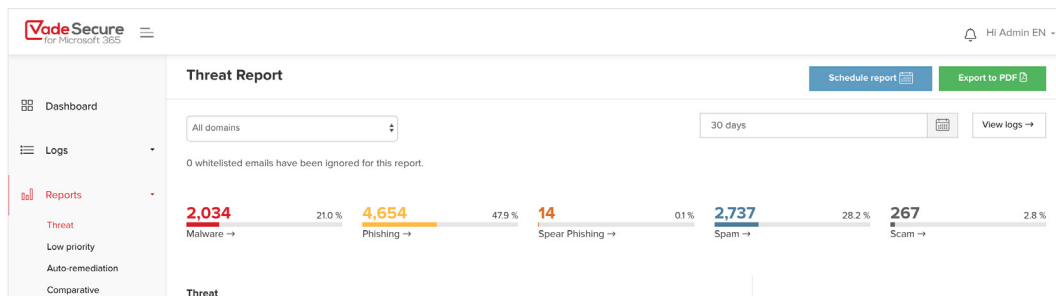 Vade Secure
for Microsoft 365
Hi Admin EN
Threat Report
Schedule report
Export to PDF
Dashboard
All domains
30 days
View logs →
Logs
0 whitelisted emails have been ignored for this report.
Reports
2,034 21.0 % 4,654 47.9 % 14 0.1 % 2,737 28.2 % 267 2.8 %
Malware → Phishing → Spear Phishing → Spam → Scam →
Threat
Low priority
Auto-remediation
Comparative
Threat